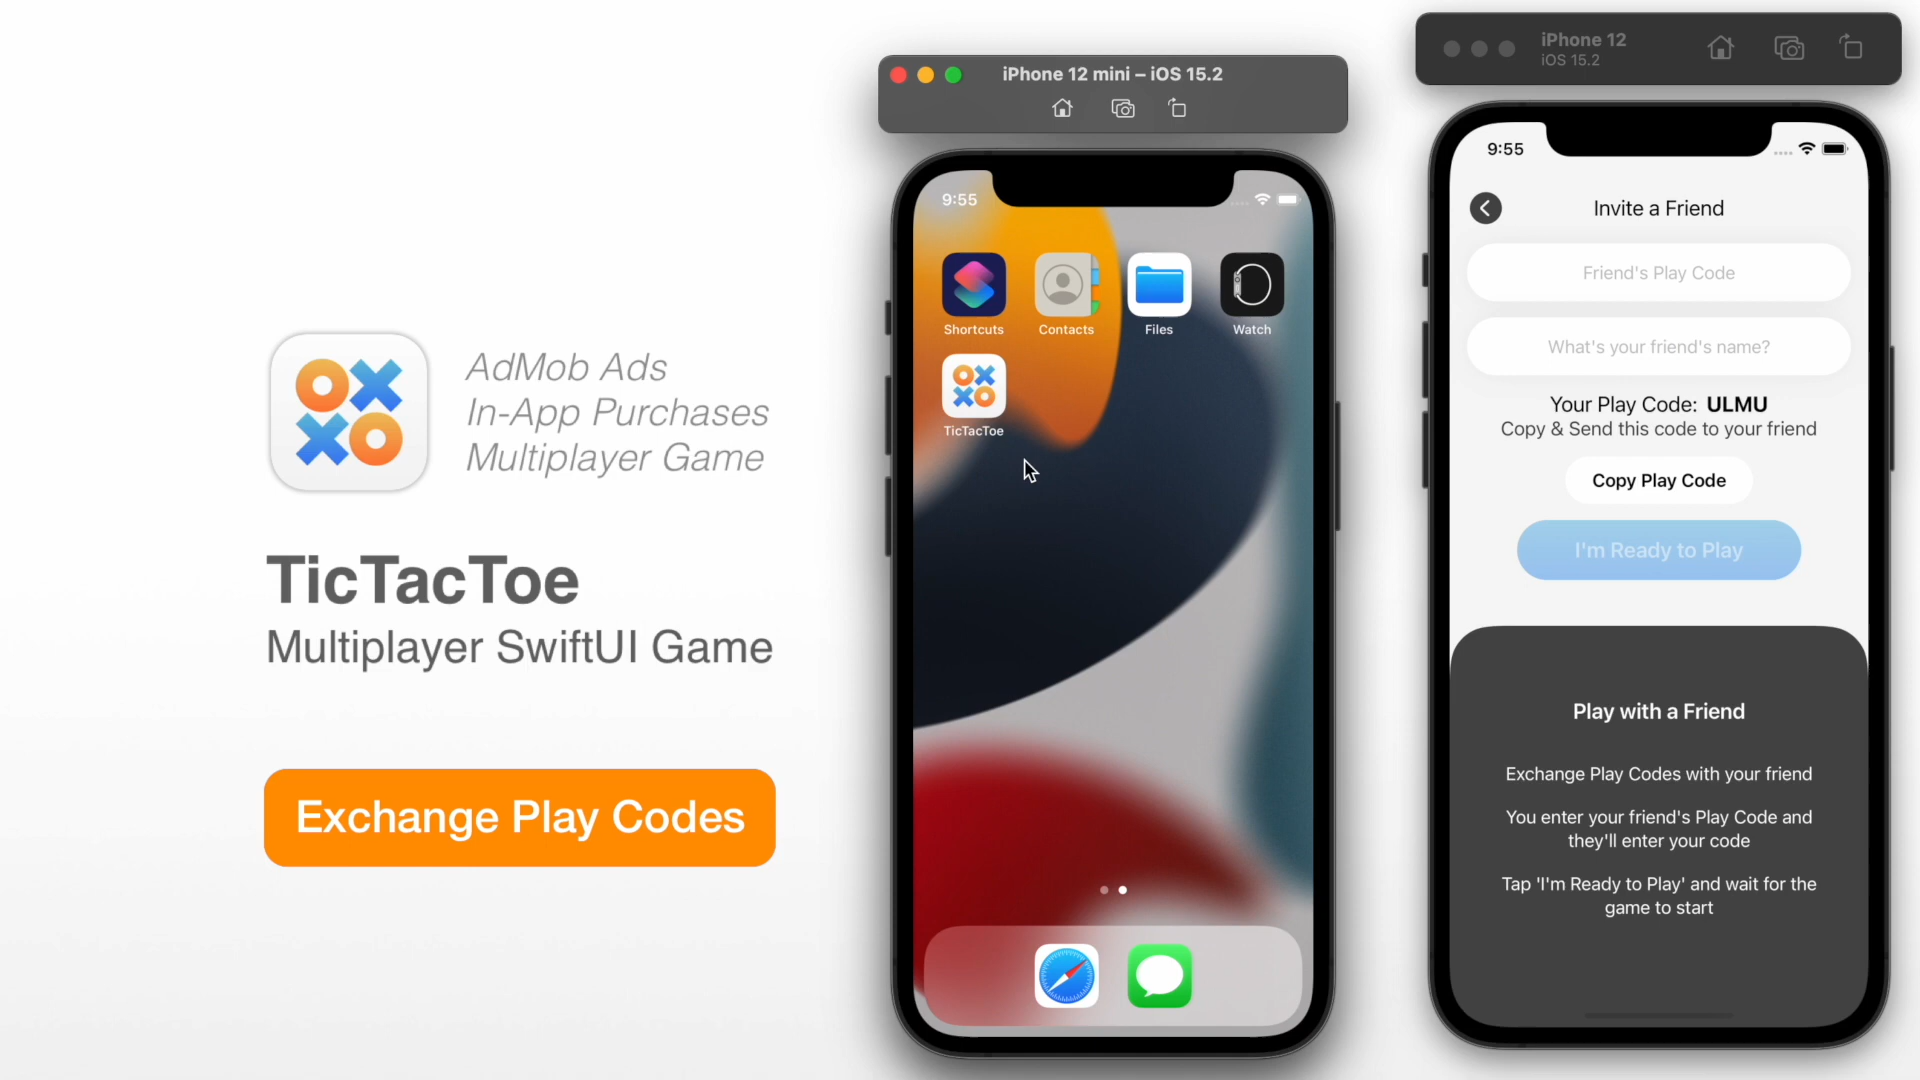 AdMob Ads
In-App Purchases
Multiplayer Game
TicTacToe
Multiplayer SwiftUI Game
Exchange Play Codes
iPhone 12 mini – iOS 15.2
9:55
Shortcuts
Contacts
Files
Watch
TicTacToe
iPhone 12
iOS 15.2
9:55
Invite a Friend
Friend's Play Code
What's your friend's name?
Your Play Code: ULMU
Copy & Send this code to your friend
Copy Play Code
I'm Ready to Play
Play with a Friend
Exchange Play Codes with your friend
You enter your friend's Play Code and
they'll enter your code
Tap 'I'm Ready to Play' and wait for the
game to start